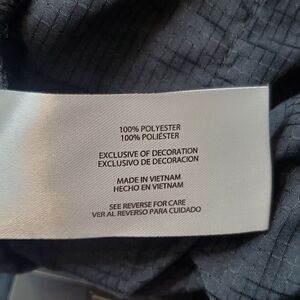 100% POLYESTER
100% POLIÉSTER
EXCLUSIVE OF DECORATION
EXCLUSIVO DE DECORACION
MADE IN VIETNAM
HECHO EN VIETNAM
SEE REVERSE FOR CARE
VER AL REVERSO PARA CUIDADO